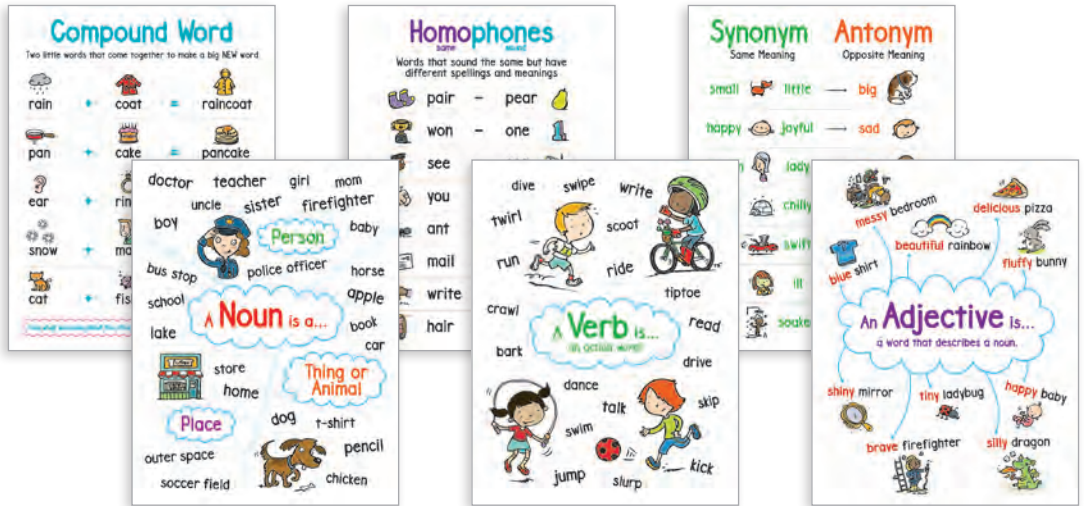 Compound Word
Two little words that come together to make a big NEW word.
rain + coat = raincoat
pan + cake = pancake
ear +
snow +
cat +
Homophones
same sound
Words that sound the same but have
different spellings and meanings
pair - pear
won - one
see
you
ant
mail
write
hair
Synonym Antonym
Same Meaning Opposite Meaning
small little → big
happy joyful → sad
lady
chilly
swift
ill
doctor teacher girl mom
uncle sister firefighter
boy Person baby
bus stop police officer horse
school apple
A Noun is a...
lake book
car
store Thing or
home Animal
Place dog t-shirt
pencil
outer space
soccer field chicken
dive swipe write
twirl scoot
run ride
tiptoe
crawl
A Verb is... read
an action word!
bark drive
dance
talk skip
swim
kick
jump slurp
messy bedroom delicious pizza
beautiful rainbow
blue shirt fluffy bunny
An Adjective is...
a word that describes a noun.
shiny mirror tiny ladybug happy baby
brave firefighter silly dragon